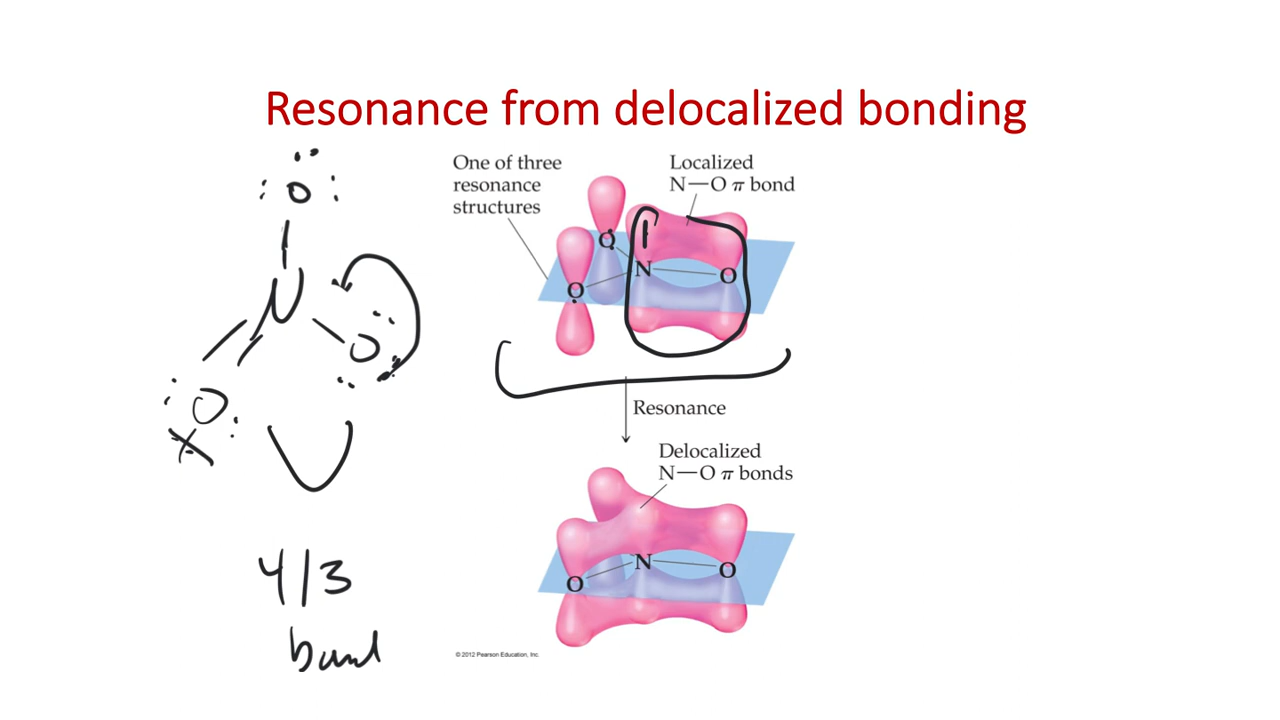 Resonance from delocalized bonding
O
N
O
O
4/3
bond
One of three
resonance
structures
Localized
N—O π bond
O
N
O
O
Resonance
Delocalized
N—O π bonds
N
O
O
© 2012 Pearson Education, Inc.